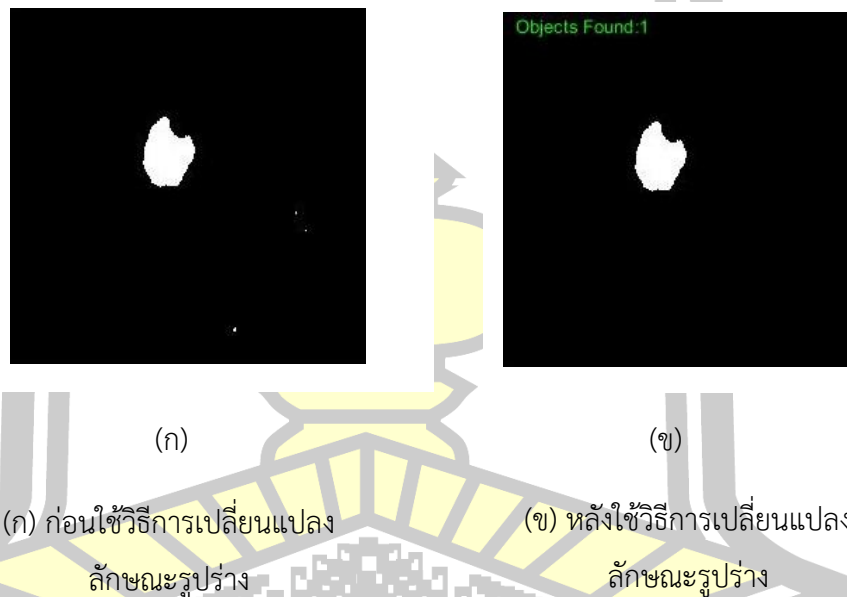 Objects Found:1
(ก)
(ข)
(ก) ก่อนใช้วิธีการเปลี่ยนแปลง
ลักษณะรูปร่าง
(ข) หลังใช้วิธีการเปลี่ยนแปลง
ลักษณะรูปร่าง